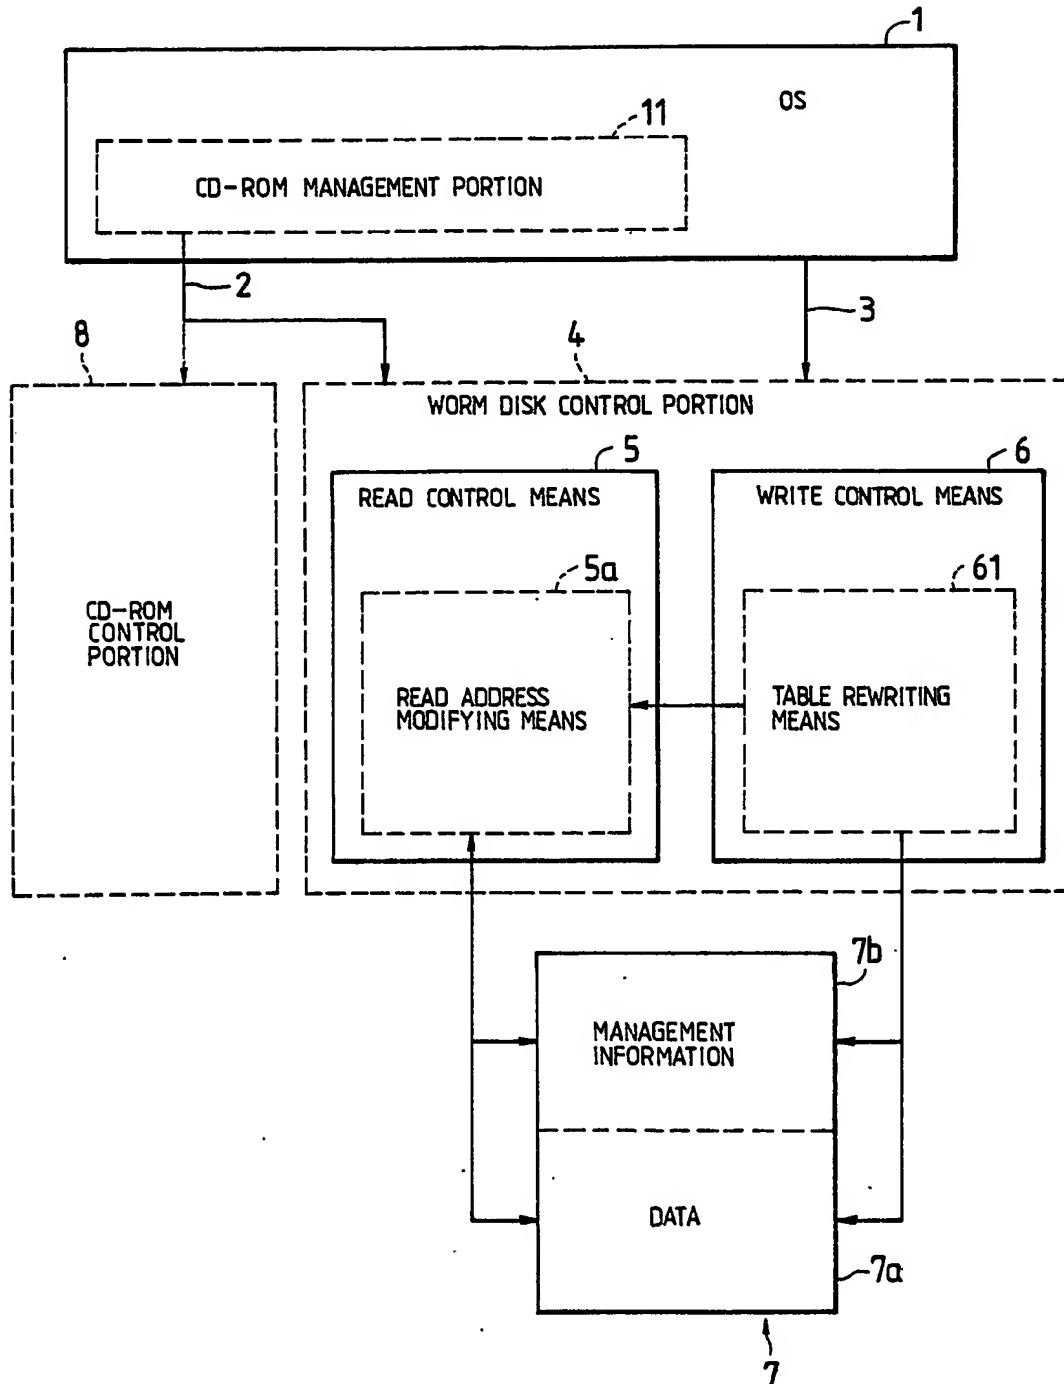 1
OS
11
CD-ROM MANAGEMENT PORTION
2
3
8
4
WORM DISK CONTROL PORTION
5
6
READ CONTROL MEANS
WRITE CONTROL MEANS
5a
61
CD-ROM
CONTROL
PORTION
READ ADDRESS
MODIFYING MEANS
TABLE REWRITING
MEANS
7b
MANAGEMENT
INFORMATION
DATA
7a
7